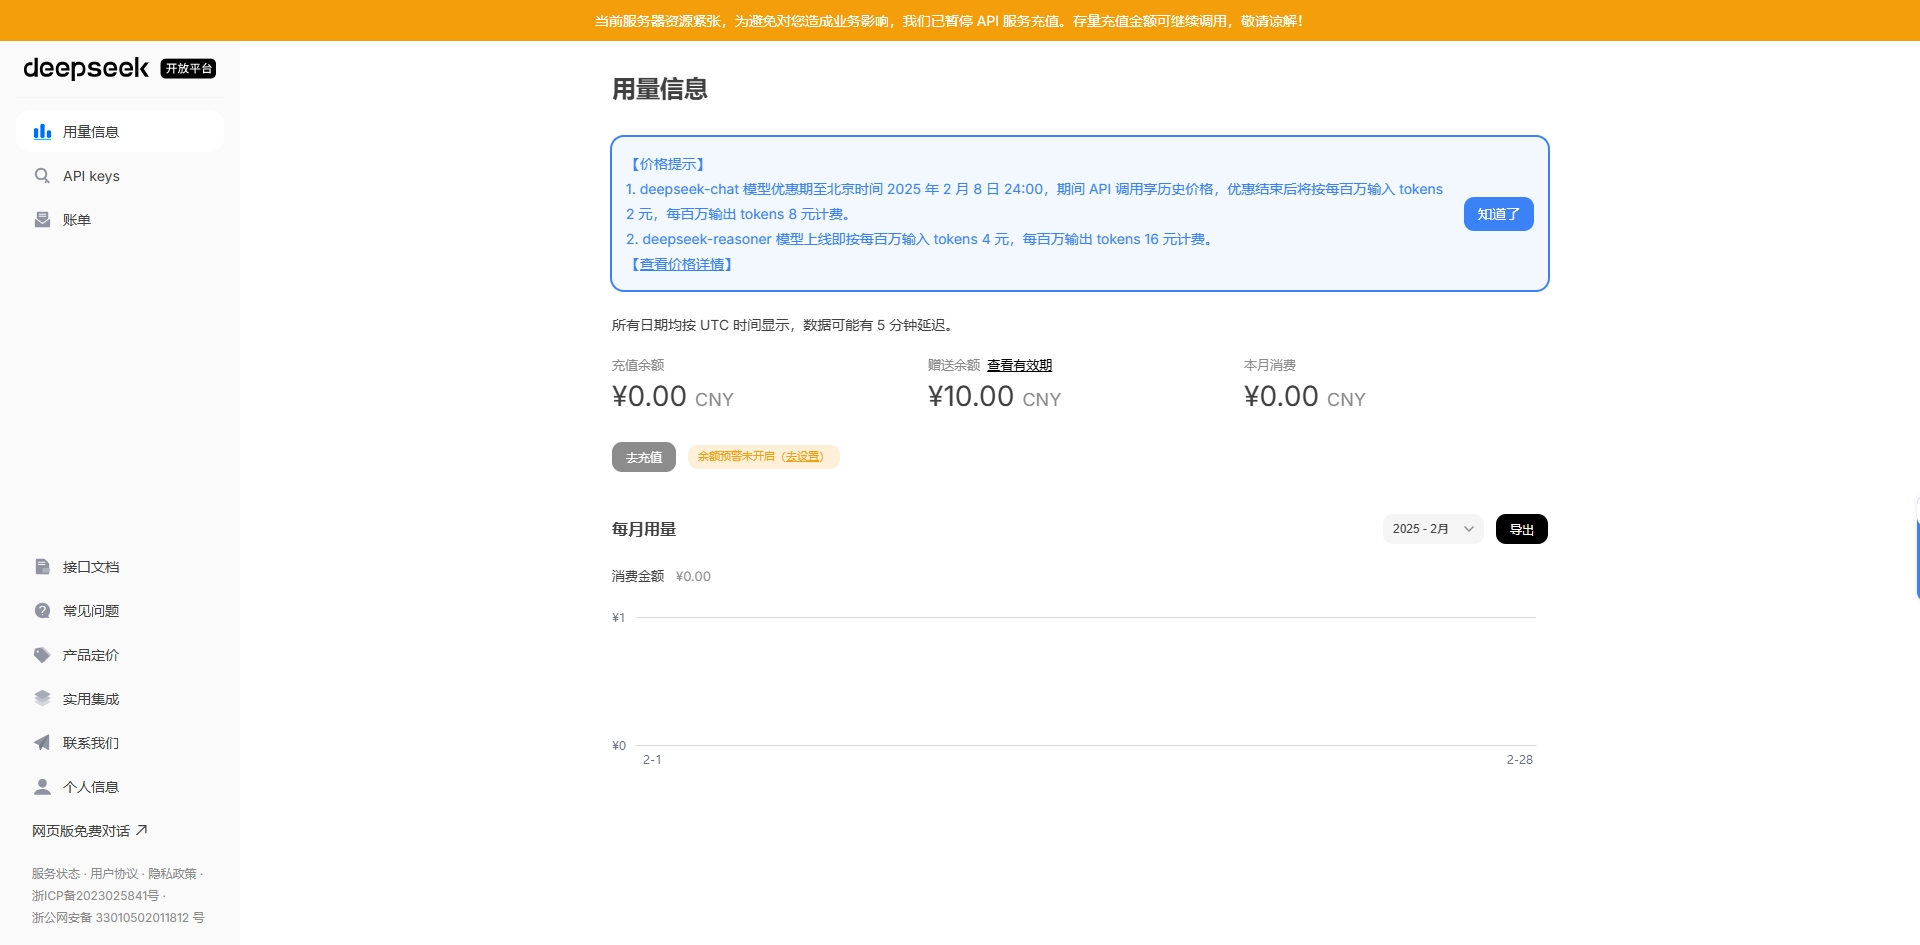 当前服务器资源紧张，为避免对您造成业务影响，我们已暂停 API 服务充值。存量充值金额可继续调用，敬请谅解！
deepseek 开放平台
用量信息
API keys
账单
接口文档
常见问题
产品定价
实用集成
联系我们
个人信息
网页版免费对话
服务状态 · 用户协议 · 隐私政策 ·
浙ICP备2023025841号 ·
浙公网安备 33010502011812 号
用量信息
【价格提示】
1. deepseek-chat 模型优惠期至北京时间 2025 年 2 月 8 日 24:00，期间 API 调用享历史价格，优惠结束后将按每百万输入 tokens
2 元，每百万输出 tokens 8 元计费。
2. deepseek-reasoner 模型上线即按每百万输入 tokens 4 元，每百万输出 tokens 16 元计费。
【查看价格详情】
知道了
所有日期均按 UTC 时间显示，数据可能有 5 分钟延迟。
充值余额
¥0.00 CNY
赠送余额 查看有效期
¥10.00 CNY
本月消费
¥0.00 CNY
去充值
余额预警未开启（去设置）
每月用量
2025 - 2月
导出
消费金额 ¥0.00
¥1
¥0
2-1
2-28